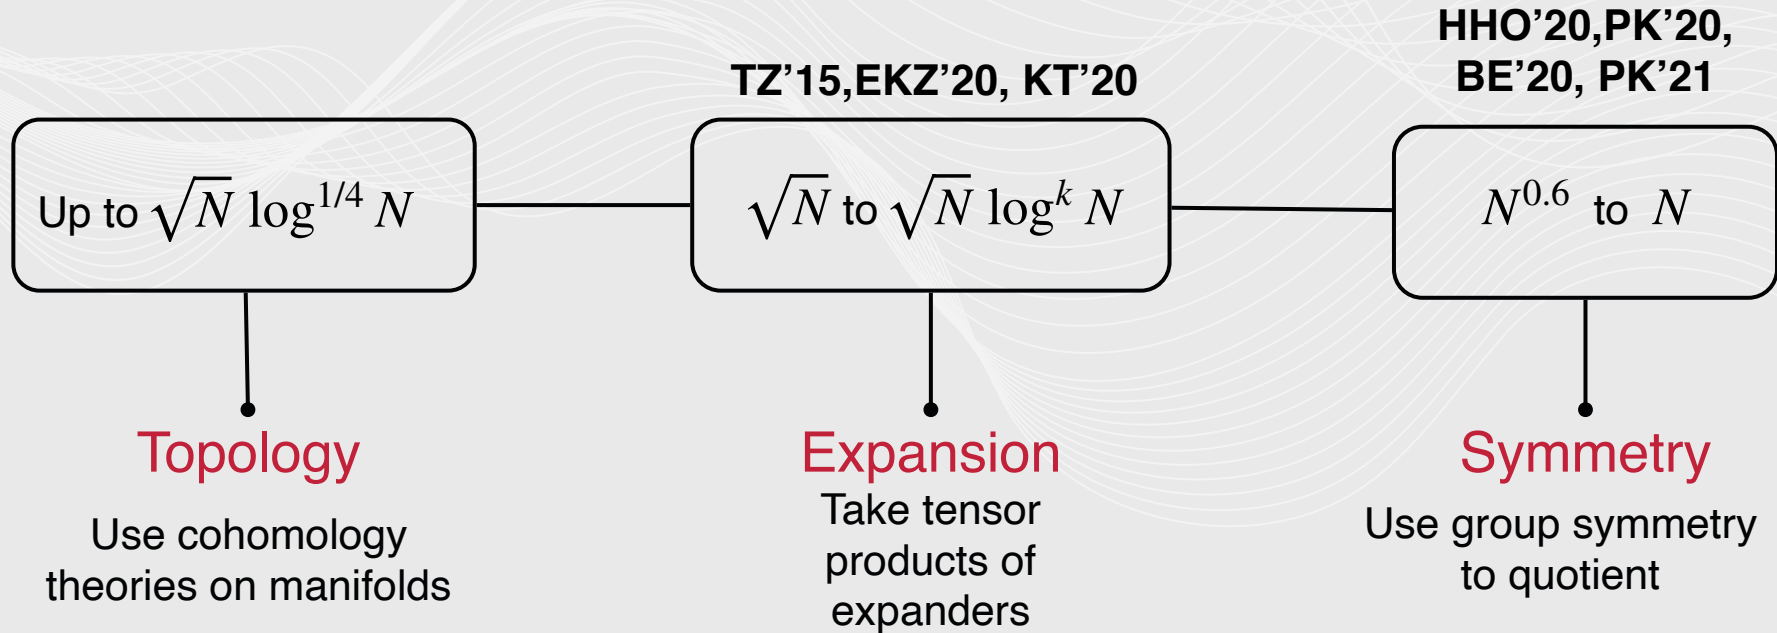 HHO’20,PK’20,
TZ’15,EKZ’20, KT’20
BE’20, PK’21
Up to √N log^{1/4} N
√N to √N log^k N
N^{0.6} to N
Topology
Expansion
Symmetry
Use cohomology
theories on manifolds
Take tensor
products of
expanders
Use group symmetry
to quotient